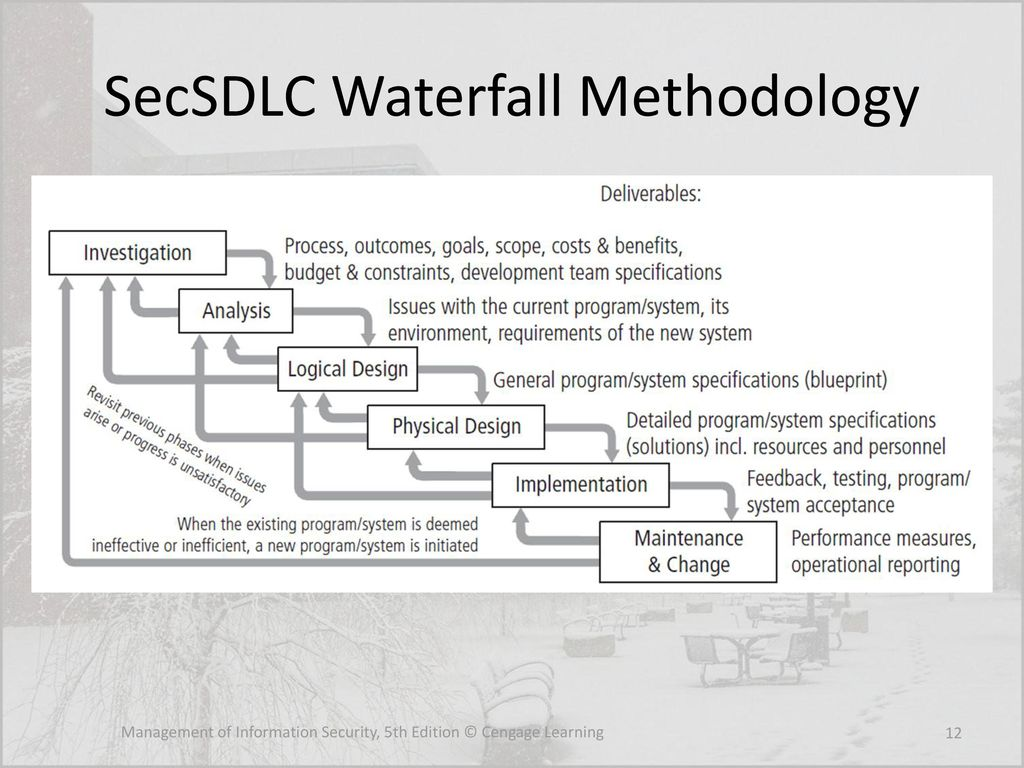 SecSDLC Waterfall Methodology
Deliverables:
Investigation
Process, outcomes, goals, scope, costs & benefits,
budget & constraints, development team specifications
Analysis
Issues with the current program/system, its
environment, requirements of the new system
Logical Design
General program/system specifications (blueprint)
Physical Design
Detailed program/system specifications
(solutions) incl. resources and personnel
Implementation
Feedback, testing, program/
system acceptance
Maintenance
& Change
Performance measures,
operational reporting
Revisit previous phases when issues
arise or progress is unsatisfactory
When the existing program/system is deemed
ineffective or inefficient, a new program/system is initiated
Management of Information Security, 5th Edition © Cengage Learning
12